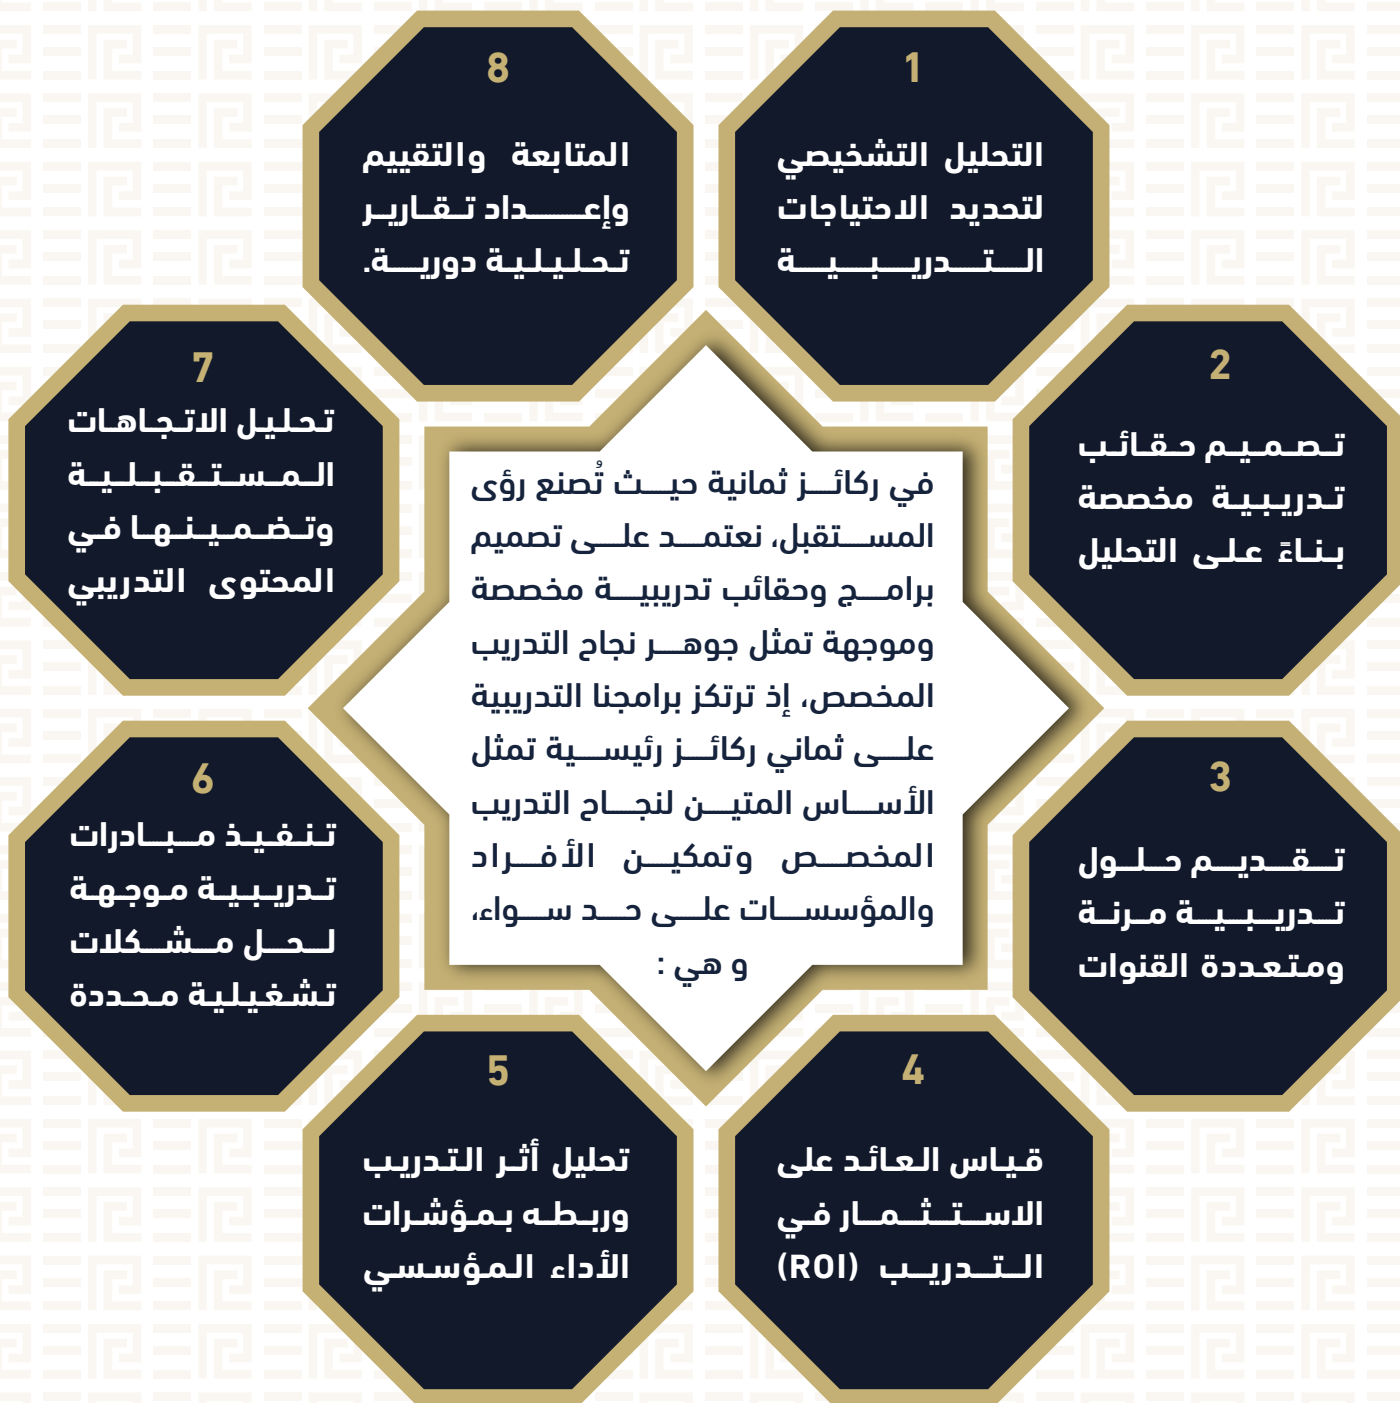 في ركائز ثمانية حيث تُصنع رؤى
المستقبل، نعتمد على تصميم
برامج وحقائب تدريبية مخصصة
وموجهة تمثل جوهر نجاح التدريب
المخصص، إذ ترتكز برامجنا التدريبية
على ثماني ركائز رئيسية تمثل
الأساس المتين لنجاح التدريب
المخصص وتمكين الأفراد
والمؤسسات على حد سواء،
و هي :
1
التحليل التشخيصي
لتحديد الاحتياجات
التدريبية
2
تصميم حقائب
تدريبية مخصصة
بناءً على التحليل
3
تقديم حلول
تدريبية مرنة
ومتعددة القنوات
4
قياس العائد على
الاستثمار في
التدريب (ROI)
5
تحليل أثر التدريب
وربطه بمؤشرات
الأداء المؤسسي
6
تنفيذ مبادرات
تدريبية موجهة
لحل مشكلات
تشغيلية محددة
7
تحليل الاتجاهات
المستقبلية
وتضمينها في
المحتوى التدريبي
8
المتابعة والتقييم
وإعداد تقارير
تحليلية دورية.